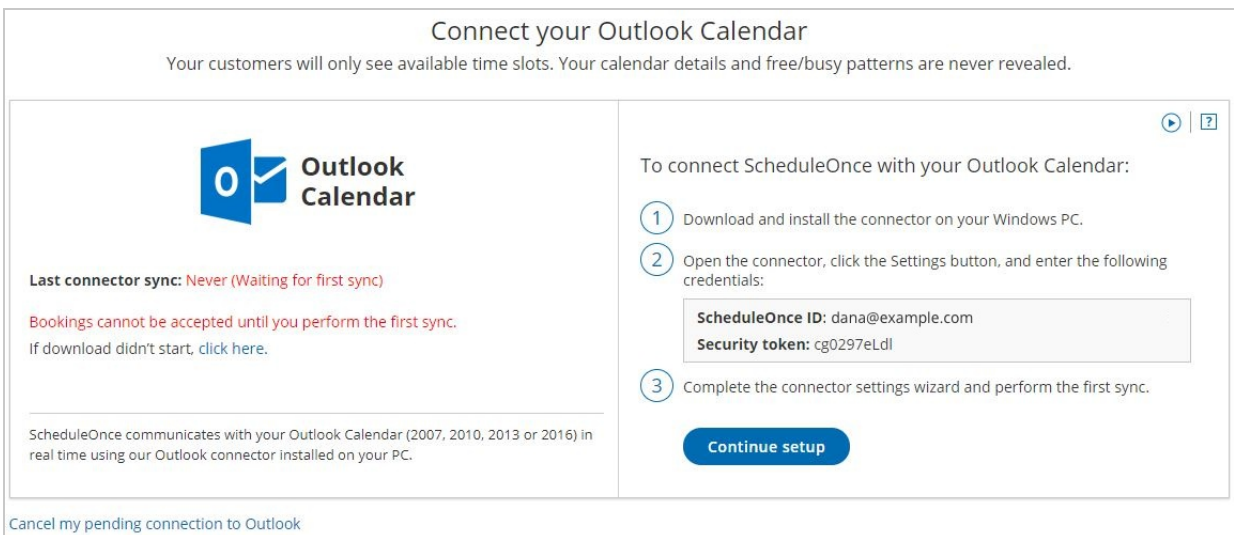 Connect your Outlook Calendar
Your customers will only see available time slots. Your calendar details and free/busy patterns are never revealed.
Outlook
Calendar
Last connector sync: Never (Waiting for first sync)
Bookings cannot be accepted until you perform the first sync.
If download didn't start, click here.
ScheduleOnce communicates with your Outlook Calendar (2007, 2010, 2013 or 2016) in
real time using our Outlook connector installed on your PC.
?
To connect ScheduleOnce with your Outlook Calendar:
1 Download and install the connector on your Windows PC.
2 Open the connector, click the Settings button, and enter the following
credentials:
ScheduleOnce ID: dana@example.com
Security token: cg0297eLdl
3 Complete the connector settings wizard and perform the first sync.
Continue setup
Cancel my pending connection to Outlook